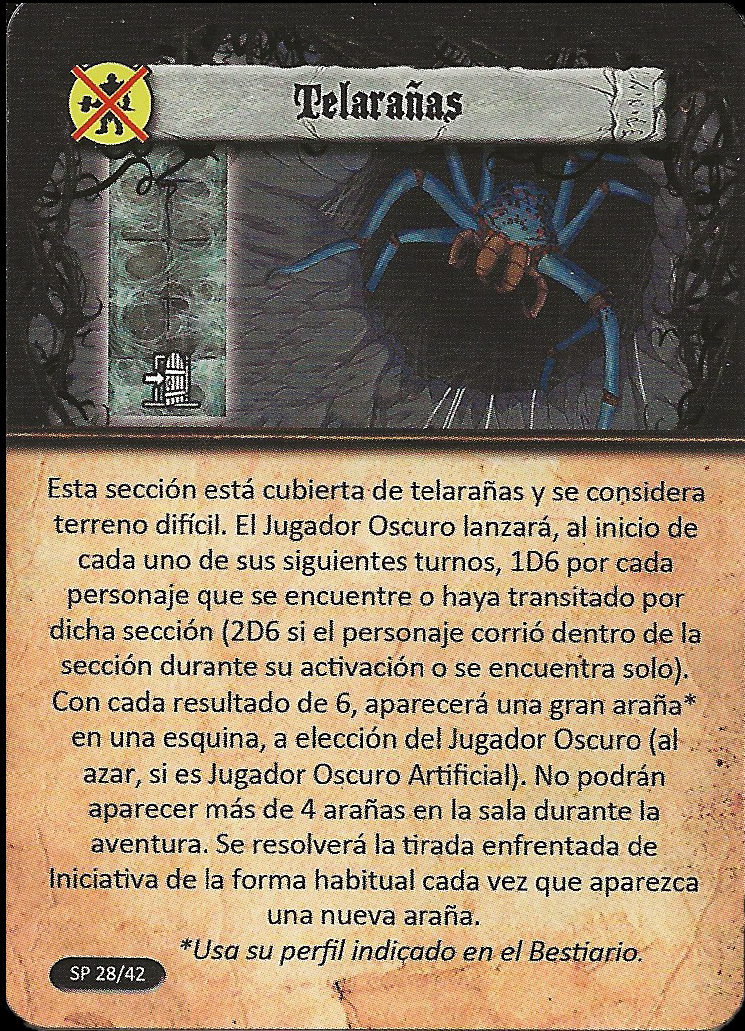 Telarañas
Esta sección está cubierta de telarañas y se considera
terreno difícil. El Jugador Oscuro lanzará, al inicio de
cada uno de sus siguientes turnos, 1D6 por cada
personaje que se encuentre o haya transitado por
dicha sección (2D6 si el personaje corrió dentro de la
sección durante su activación o se encuentra solo).
Con cada resultado de 6, aparecerá una gran araña*
en una esquina, a elección del Jugador Oscuro (al
azar, si es Jugador Oscuro Artificial). No podrán
aparecer más de 4 arañas en la sala durante la
aventura. Se resolverá la tirada enfrentada de
Iniciativa de la forma habitual cada vez que aparezca
una nueva araña.
*Usa su perfil indicado en el Bestiario.
SP 28/42